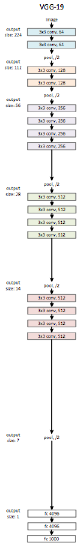 VGG-19
image
output
size: 224
3x3 conv, 64
3x3 conv, 64
pool, /2
output
size: 112
3x3 conv, 128
3x3 conv, 128
pool, /2
output
size: 56
3x3 conv, 256
3x3 conv, 256
3x3 conv, 256
3x3 conv, 256
pool, /2
output
size: 28
3x3 conv, 512
3x3 conv, 512
3x3 conv, 512
3x3 conv, 512
pool, /2
output
size: 14
3x3 conv, 512
3x3 conv, 512
3x3 conv, 512
3x3 conv, 512
output
size: 7
pool, /2
output
size: 1
fc 4096
fc 4096
fc 1000